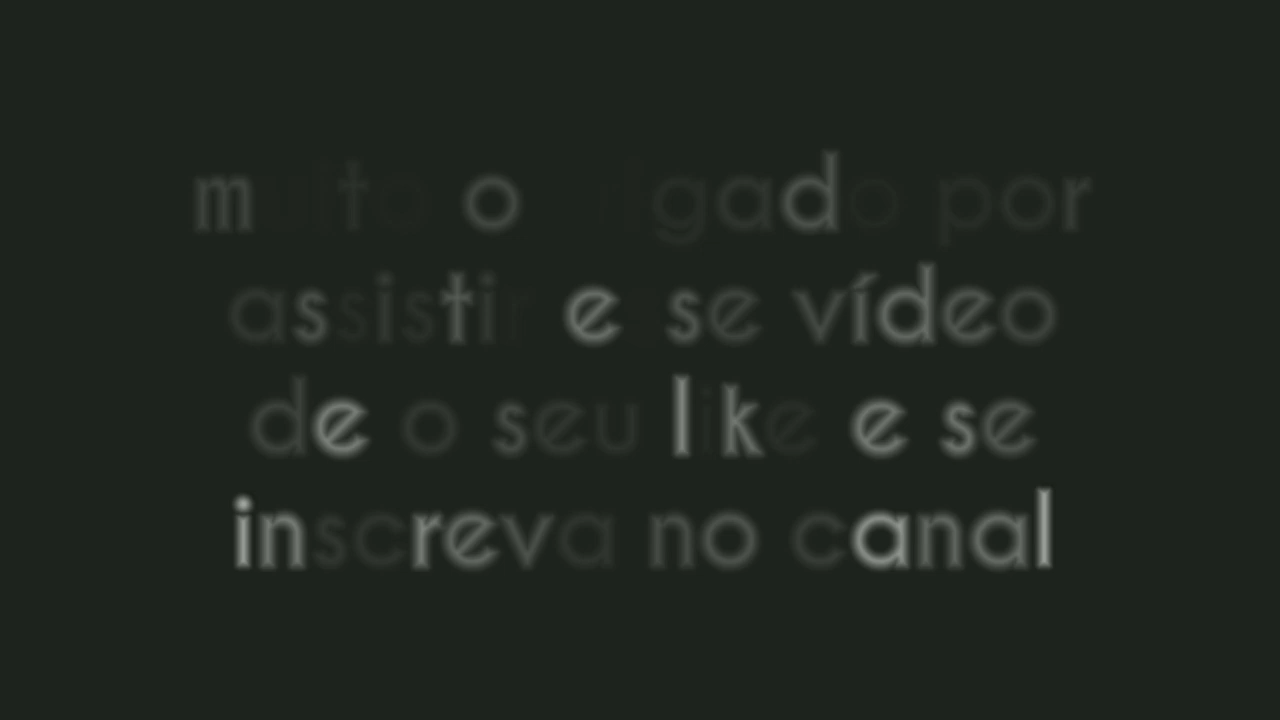 muito obrigado por
assistir e se vídeo
de o seu like e se
inscreva no canal